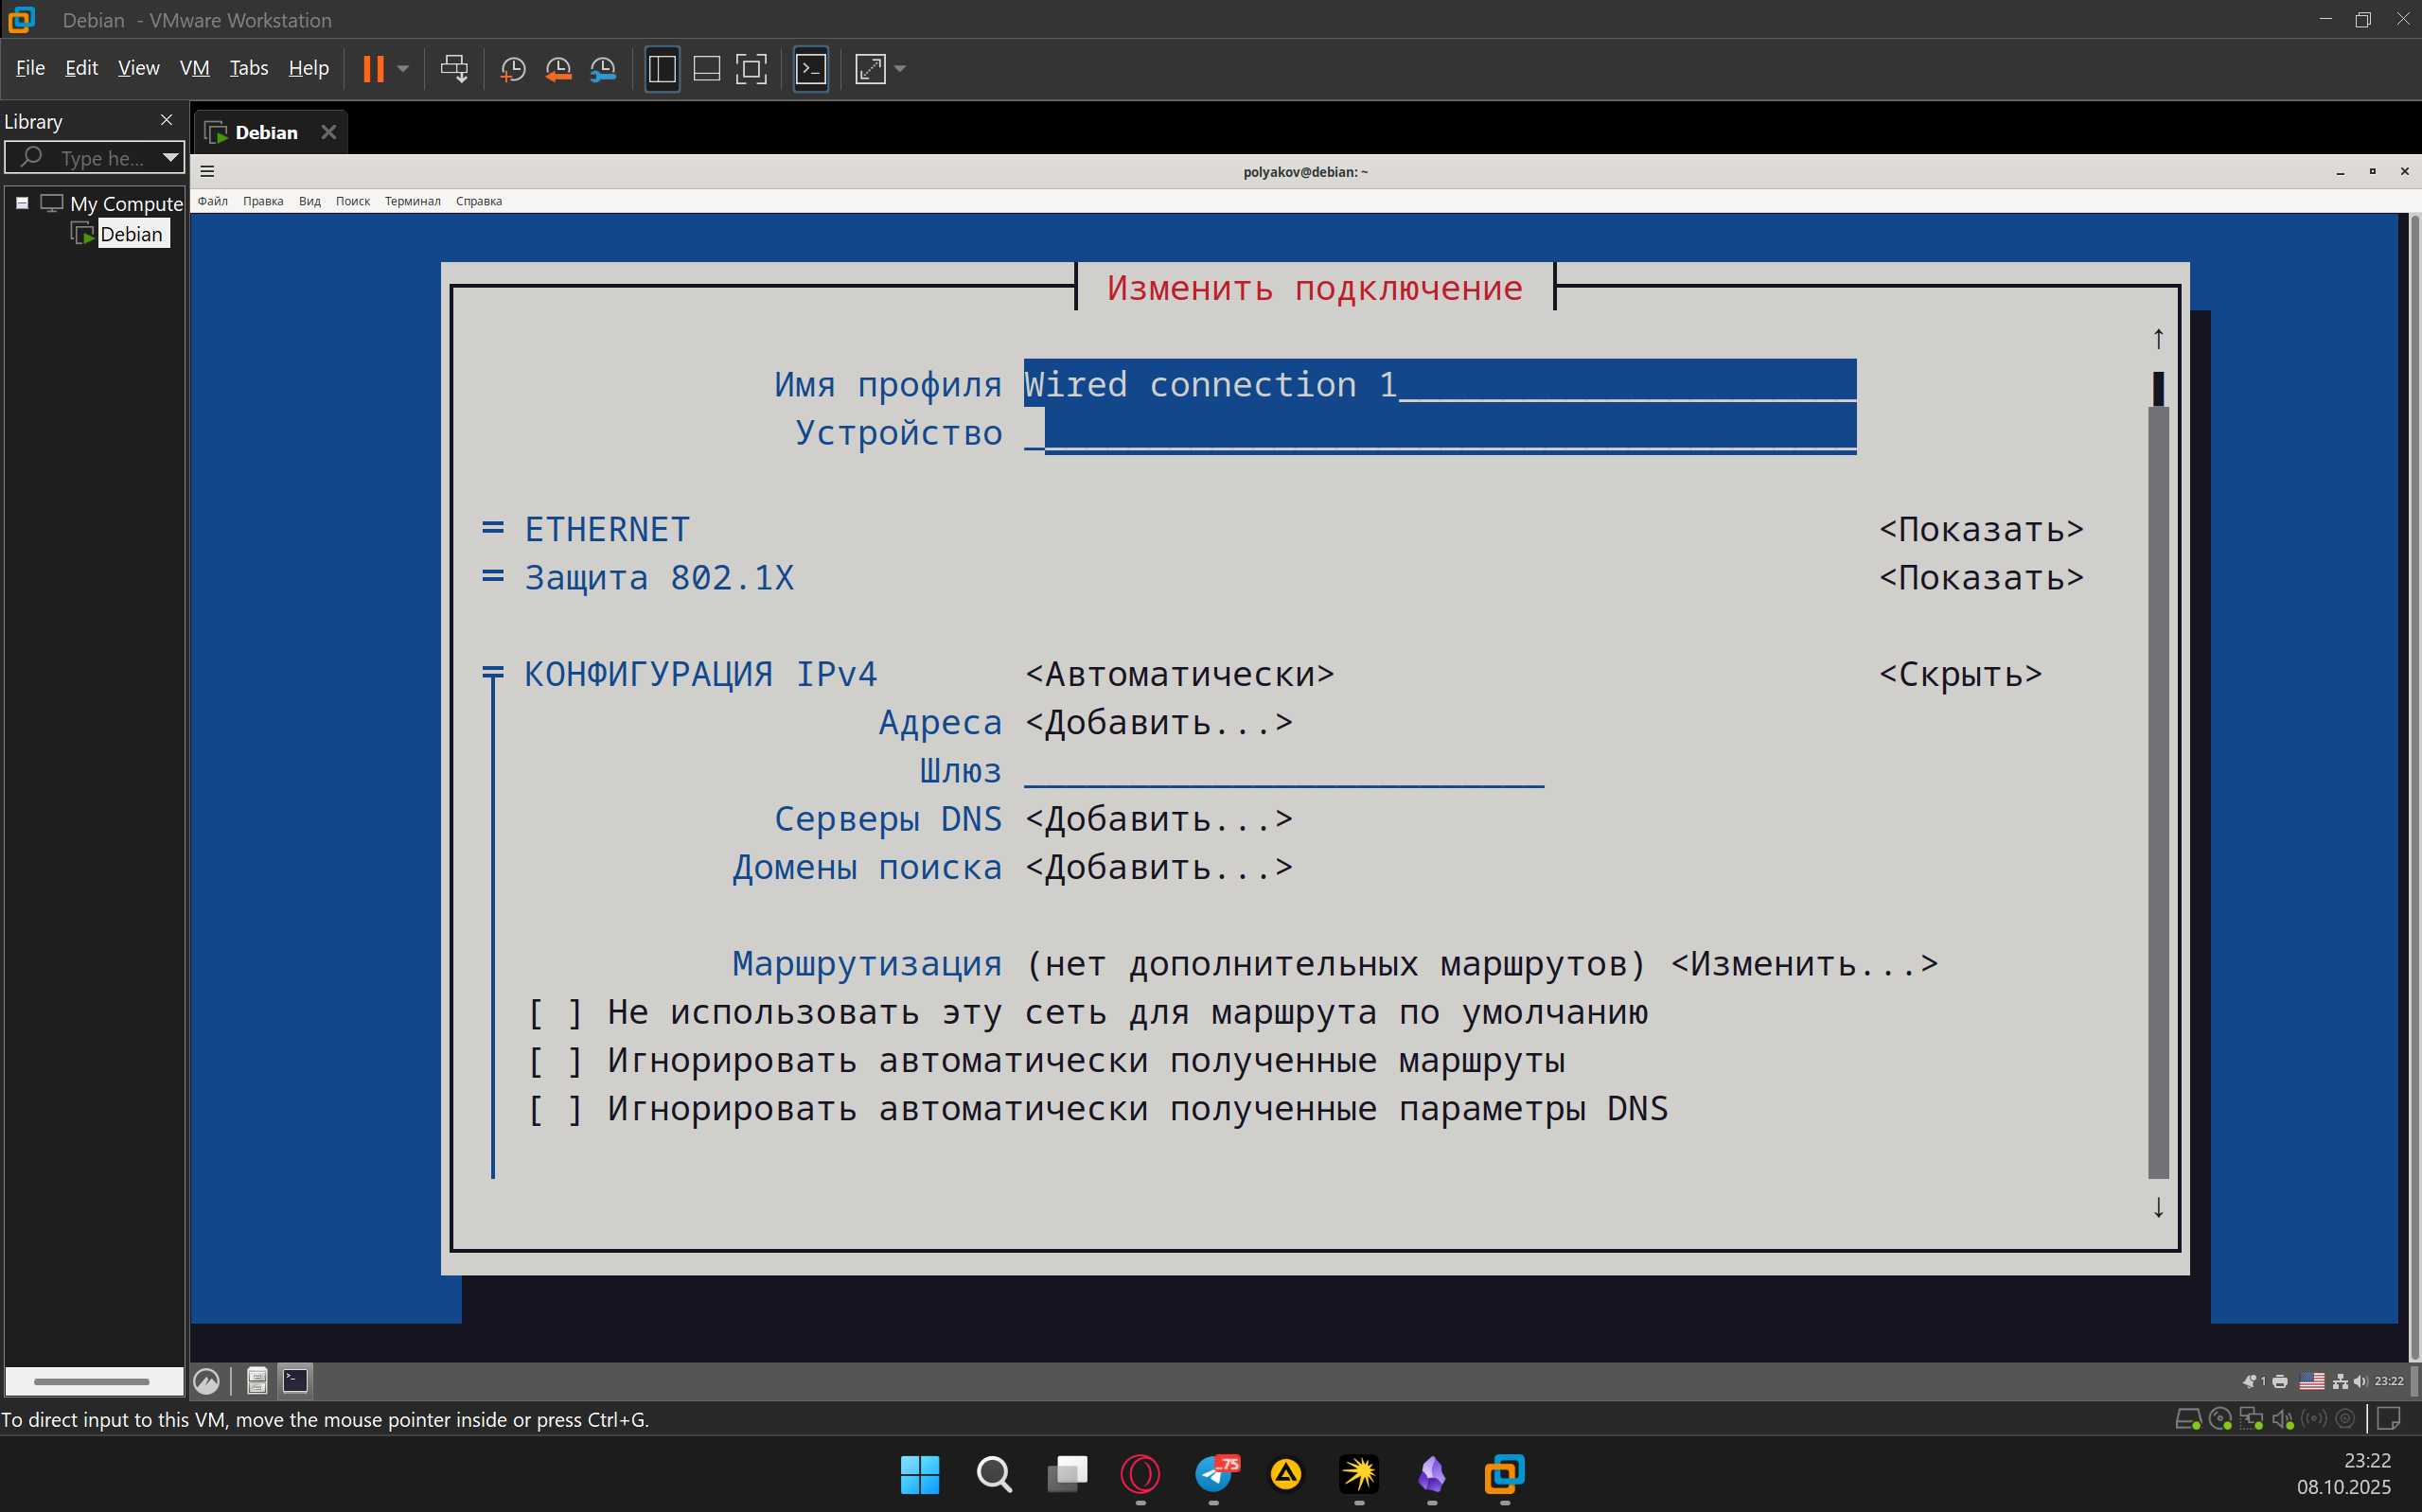 Debian - VMware Workstation
File Edit View VM Tabs Help
Library
Debian
Type he...
My Compute
Debian
polyakov@debian: ~
Файл Правка Вид Поиск Терминал Справка
Изменить подключение
Имя профиля Wired connection 1
Устройство
= ETHERNET <Показать>
= Защита 802.1X <Показать>
КОНФИГУРАЦИЯ IPv4 <Автоматически> <Скрыть>
Адреса <Добавить...>
Шлюз
Серверы DNS <Добавить...>
Домены поиска <Добавить...>
Маршрутизация (нет дополнительных маршрутов) <Изменить...>
[ ] Не использовать эту сеть для маршрута по умолчанию
[ ] Игнорировать автоматически полученные маршруты
[ ] Игнорировать автоматически полученные параметры DNS
1 23:22
To direct input to this VM, move the mouse pointer inside or press Ctrl+G.
75
23:22
08.10.2025